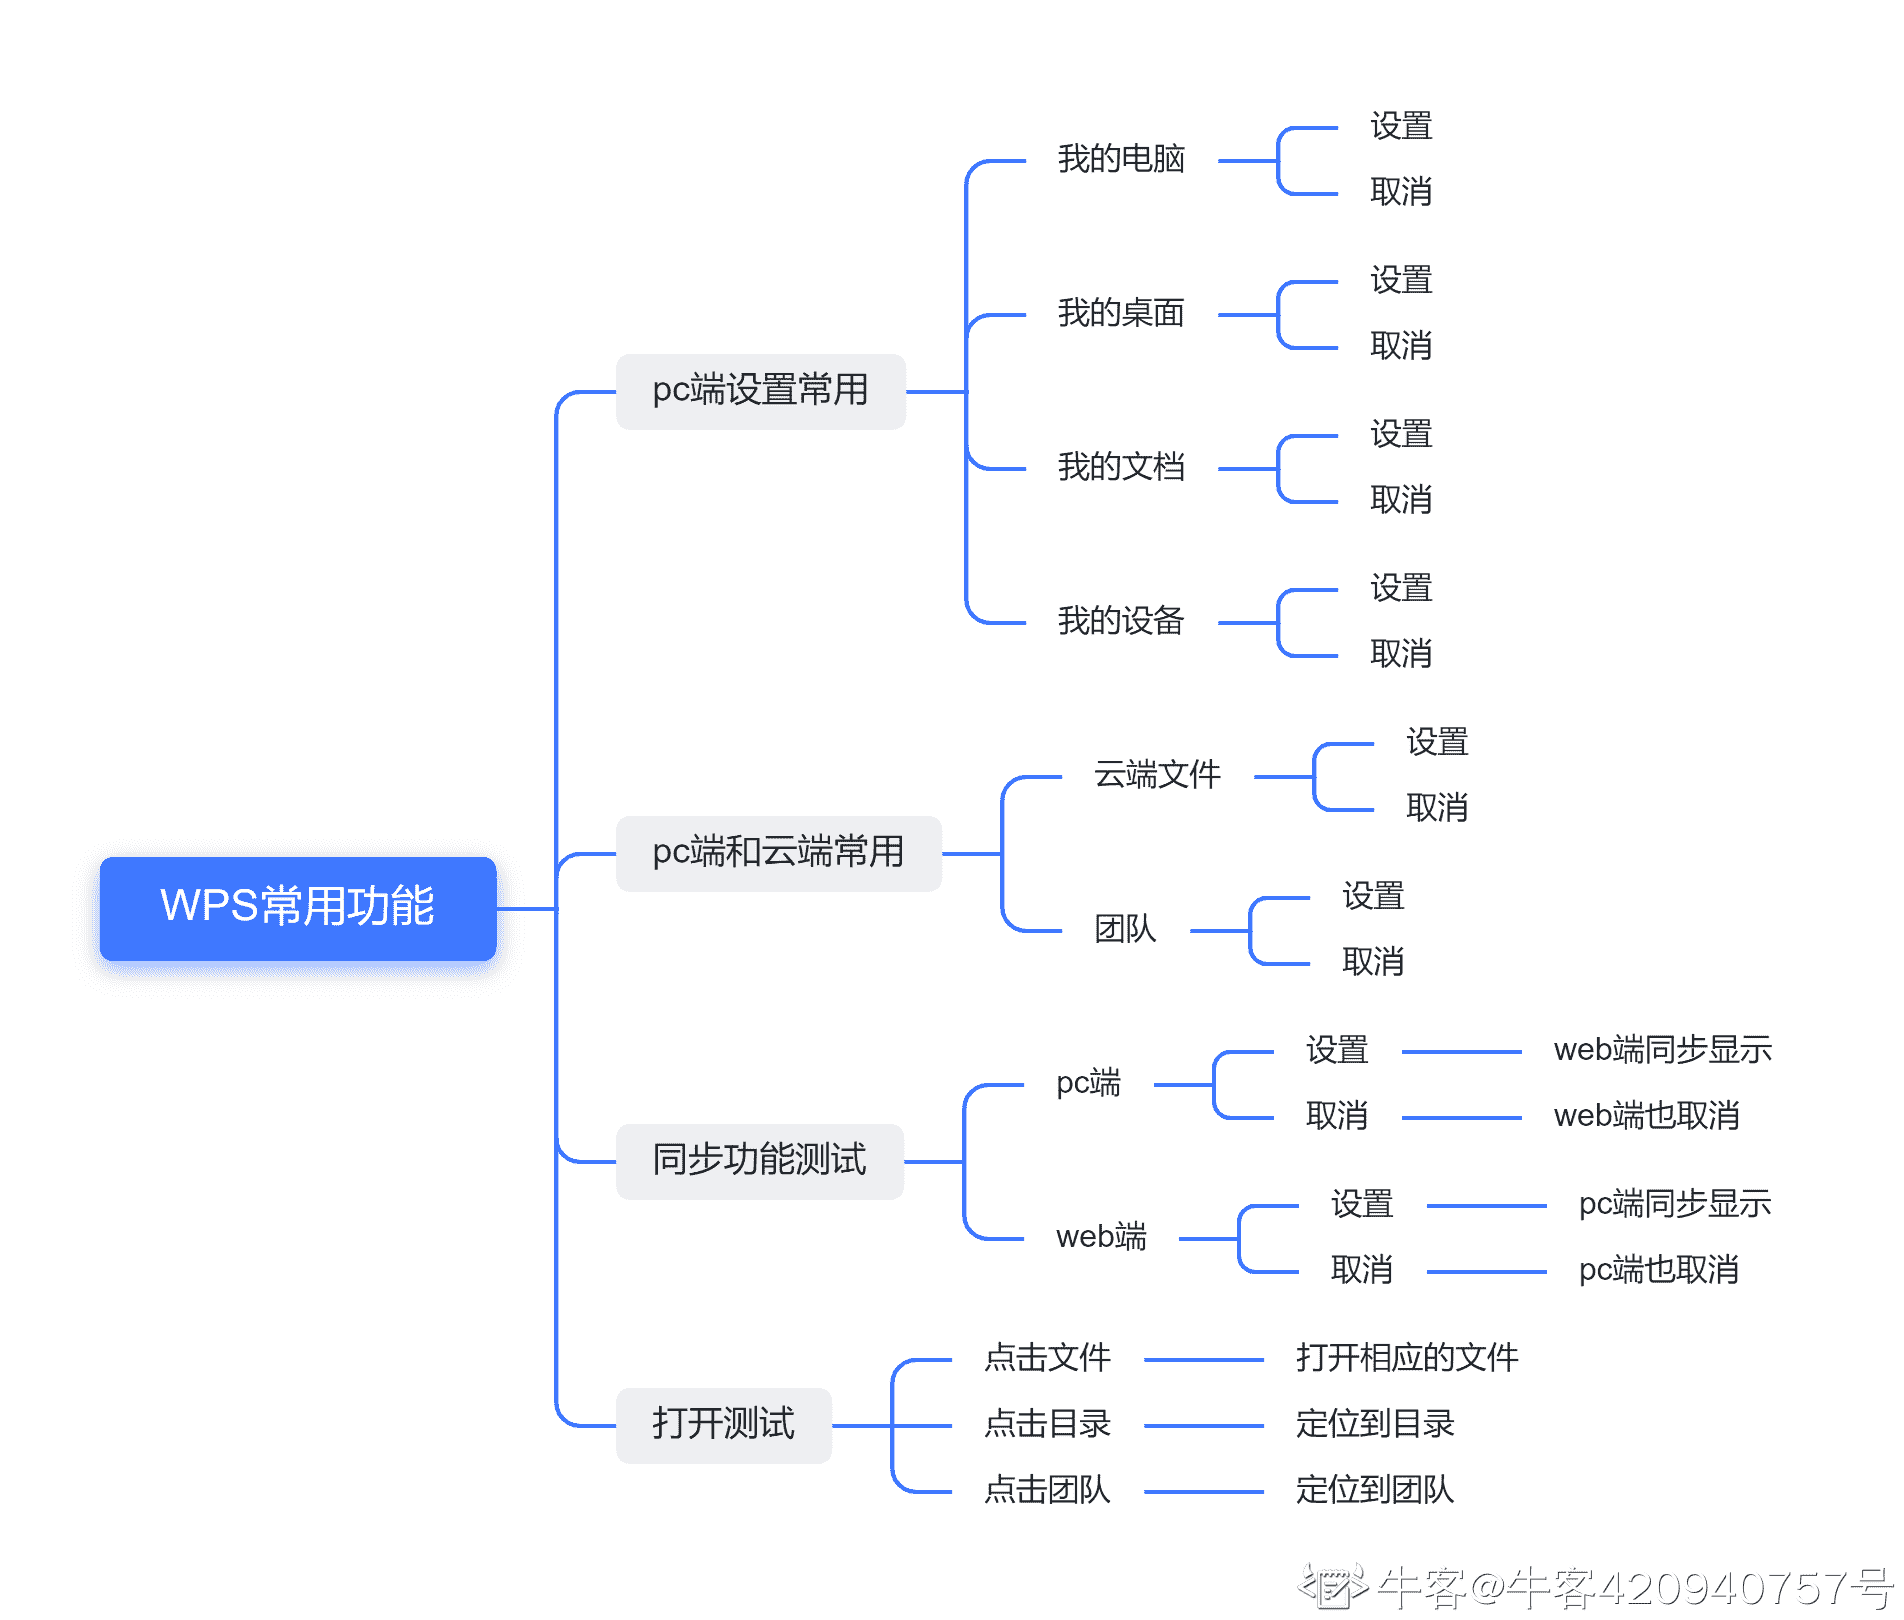 WPS常用功能
pc端设置常用
我的电脑
设置
取消
我的桌面
设置
取消
我的文档
设置
取消
我的设备
设置
取消
pc端和云端常用
云端文件
设置
取消
团队
设置
取消
同步功能测试
pc端
设置
web端同步显示
取消
web端也取消
web端
设置
pc端同步显示
取消
pc端也取消
打开测试
点击文件
打开相应的文件
点击目录
定位到目录
点击团队
定位到团队
牛客@牛客420940757号